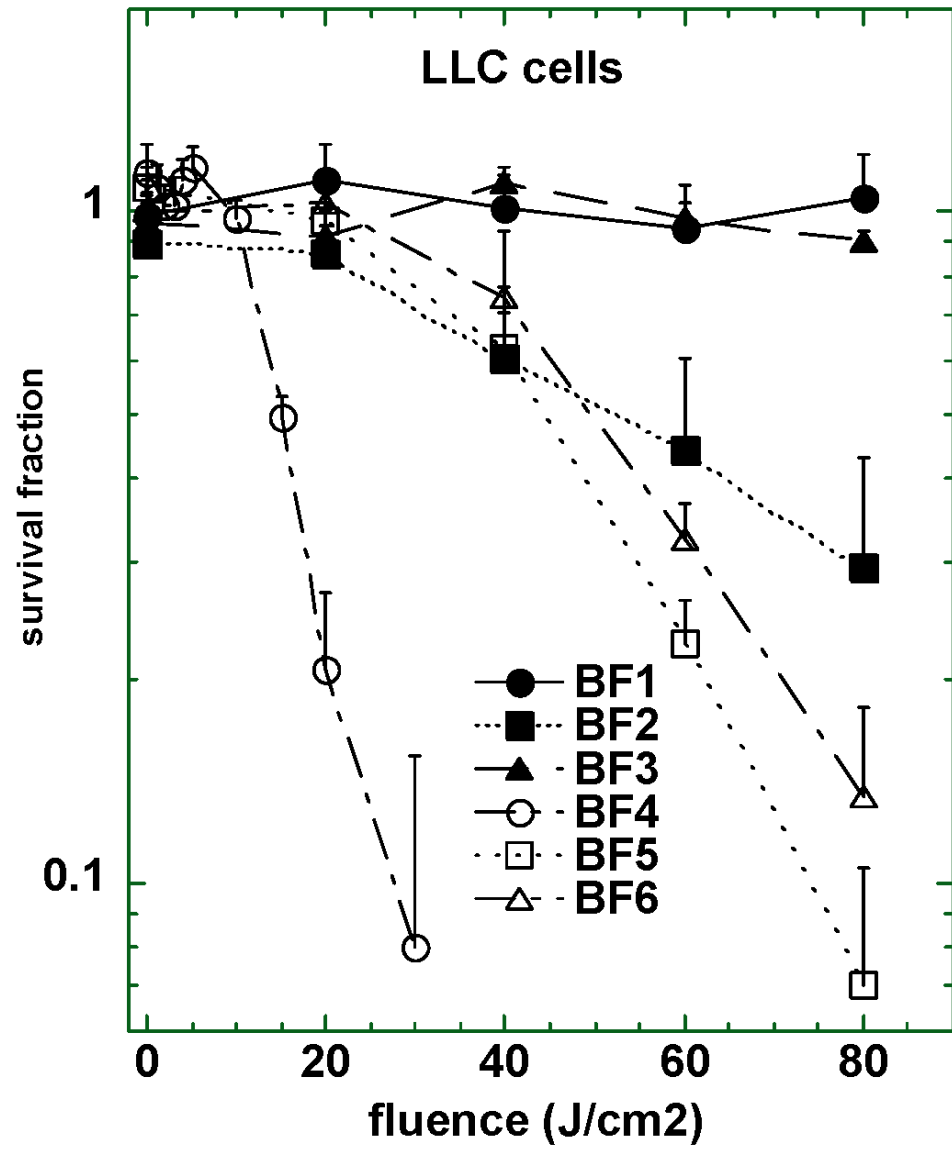 LLC cells
1
0.1
survival fraction
BF1
BF2
BF3
BF4
BF5
BF6
0 20 40 60 80
fluence (J/cm2)